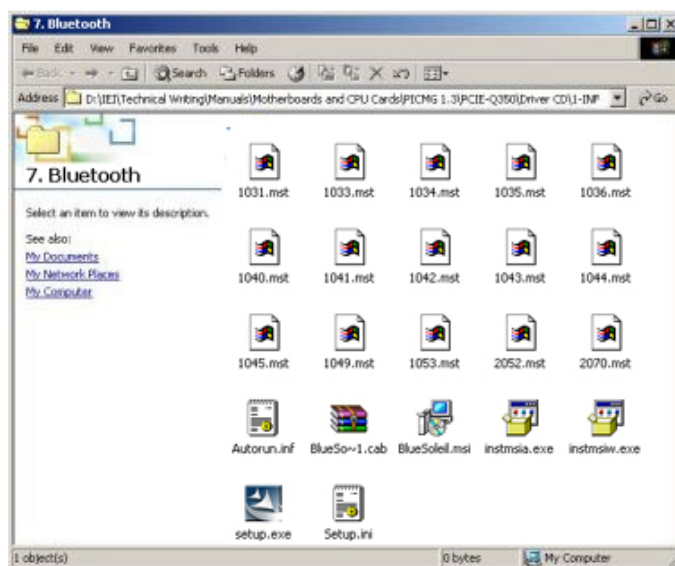 7. Bluetooth
File Edit View Favorites Tools Help
Back Search Folders
Address D:\IEI\Technical Writing\Manuals\Motherboards and CPU Cards\PICMG 1.3\PCIE-Q350\Driver CD\1-INF Go
7. Bluetooth
Select an item to view its description.
See also:
My Documents
My Network Places
My Computer
1031.mst 1033.mst 1034.mst 1035.mst 1036.mst
1040.mst 1041.mst 1042.mst 1043.mst 1044.mst
1045.mst 1049.mst 1053.mst 2052.mst 2070.mst
Autorun.inf BlueSo~1.cab BlueSoleil.msi instmsia.exe instmsiw.exe
setup.exe Setup.ini
1 object(s) 0 bytes My Computer